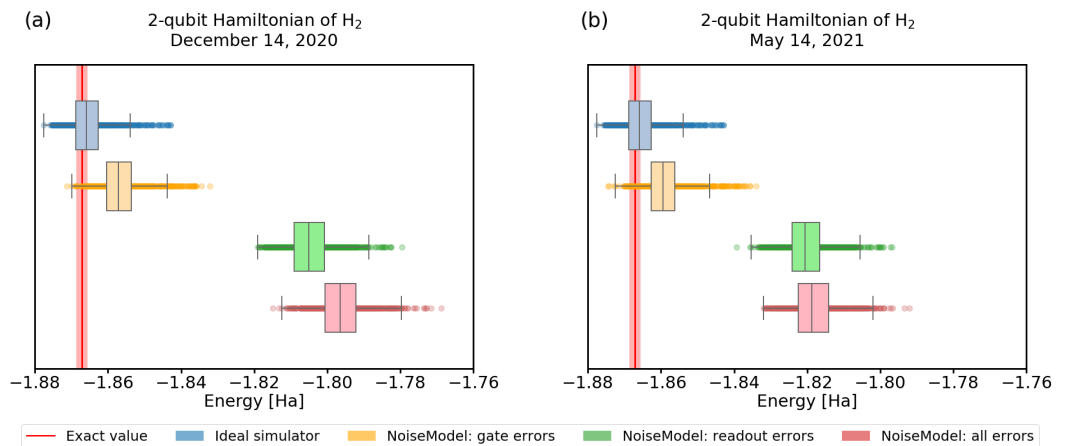 (a)
2-qubit Hamiltonian of H₂
December 14, 2020
−1.88 −1.86 −1.84 −1.82 −1.80 −1.78 −1.76
Energy [Ha]
(b)
2-qubit Hamiltonian of H₂
May 14, 2021
−1.88 −1.86 −1.84 −1.82 −1.80 −1.78 −1.76
Energy [Ha]
Exact value Ideal simulator NoiseModel: gate errors NoiseModel: readout errors NoiseModel: all errors